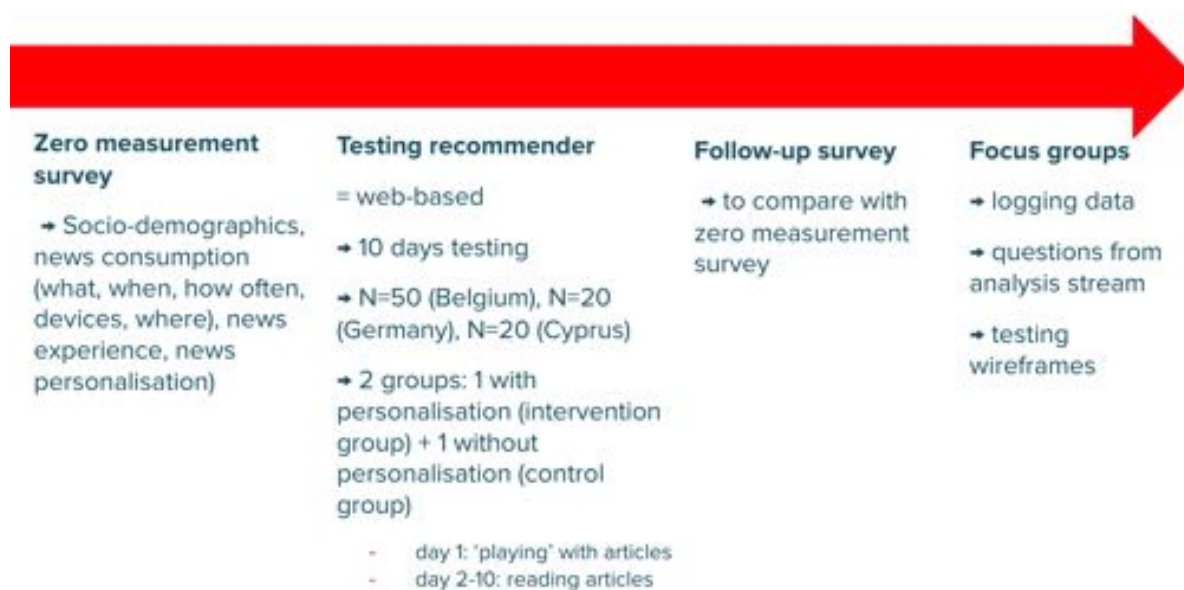 Zero measurement
survey
→ Socio-demographics,
news consumption
(what, when, how often,
devices, where), news
experience, news
personalisation)
Testing recommender
= web-based
→ 10 days testing
→ N=50 (Belgium), N=20
(Germany), N=20 (Cyprus)
→ 2 groups: 1 with
personalisation (intervention
group) + 1 without
personalisation (control
group)
- day 1: 'playing' with articles
- day 2-10: reading articles
Follow-up survey
→ to compare with
zero measurement
survey
Focus groups
→ logging data
→ questions from
analysis stream
→ testing
wireframes